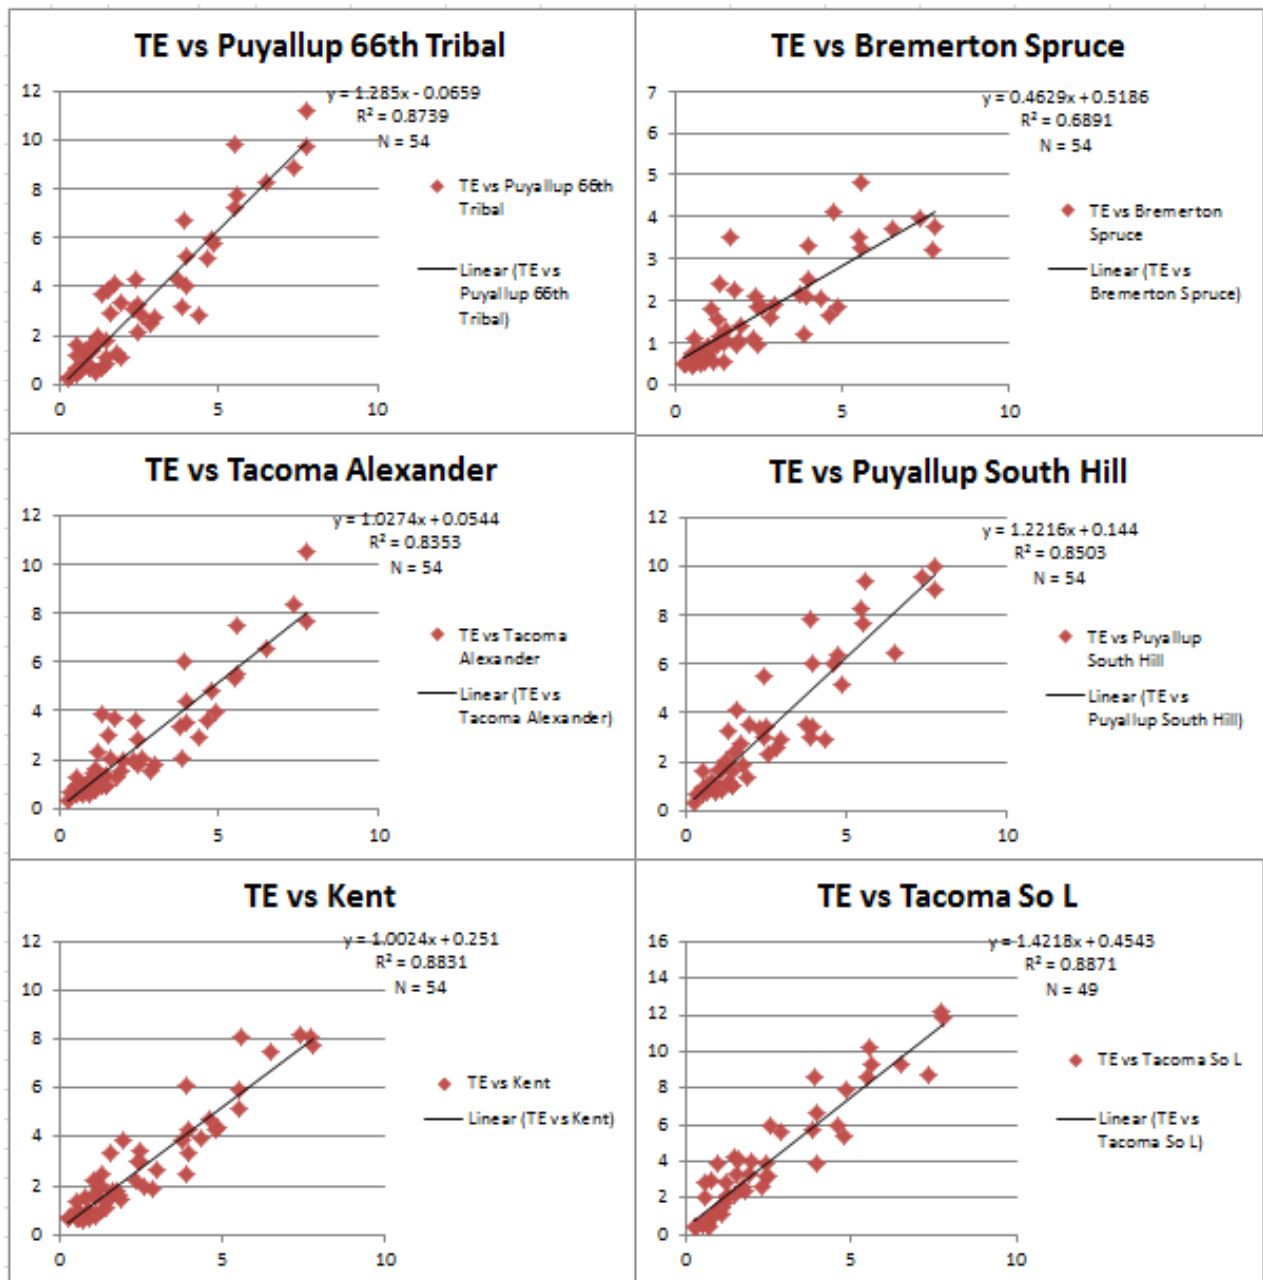 TE vs Puyallup 66th Tribal
12
10
8
6
4
2
0
0
5
10
y = 1.285x - 0.0659
R² = 0.8739
N = 54
TE vs Puyallup 66th
Tribal
Linear (TE vs
Puyallup 66th
Tribal)
TE vs Bremerton Spruce
7
6
5
4
3
2
1
0
0
5
10
y = 0.4629x + 0.5186
R² = 0.6891
N = 54
TE vs Bremerton
Spruce
Linear (TE vs
Bremerton Spruce)
TE vs Tacoma Alexander
12
10
8
6
4
2
0
0
5
10
y = 1.0274x + 0.0544
R² = 0.8353
N = 54
TE vs Tacoma
Alexander
Linear (TE vs
Tacoma Alexander)
TE vs Puyallup South Hill
12
10
8
6
4
2
0
0
5
10
y = 1.2216x + 0.144
R² = 0.8503
N = 54
TE vs Puyallup
South Hill
Linear (TE vs
Puyallup South Hill)
TE vs Kent
12
10
8
6
4
2
0
0
5
10
y = 1.0024x + 0.251
R² = 0.8831
N = 54
TE vs Kent
Linear (TE vs Kent)
TE vs Tacoma So L
16
14
12
10
8
6
4
2
0
0
5
10
y = 1.4218x + 0.4543
R² = 0.8871
N = 49
TE vs Tacoma So L
Linear (TE vs
Tacoma So L)